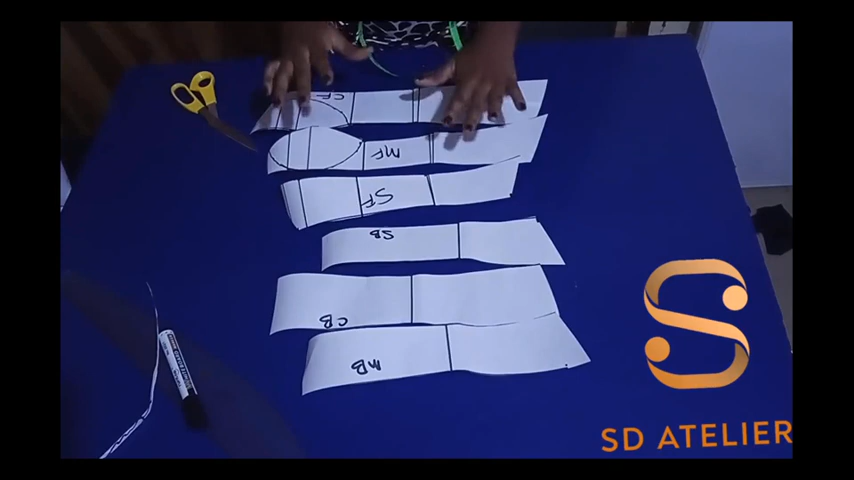 CF
MF
SF
SB
CB
MB
SD ATELIER